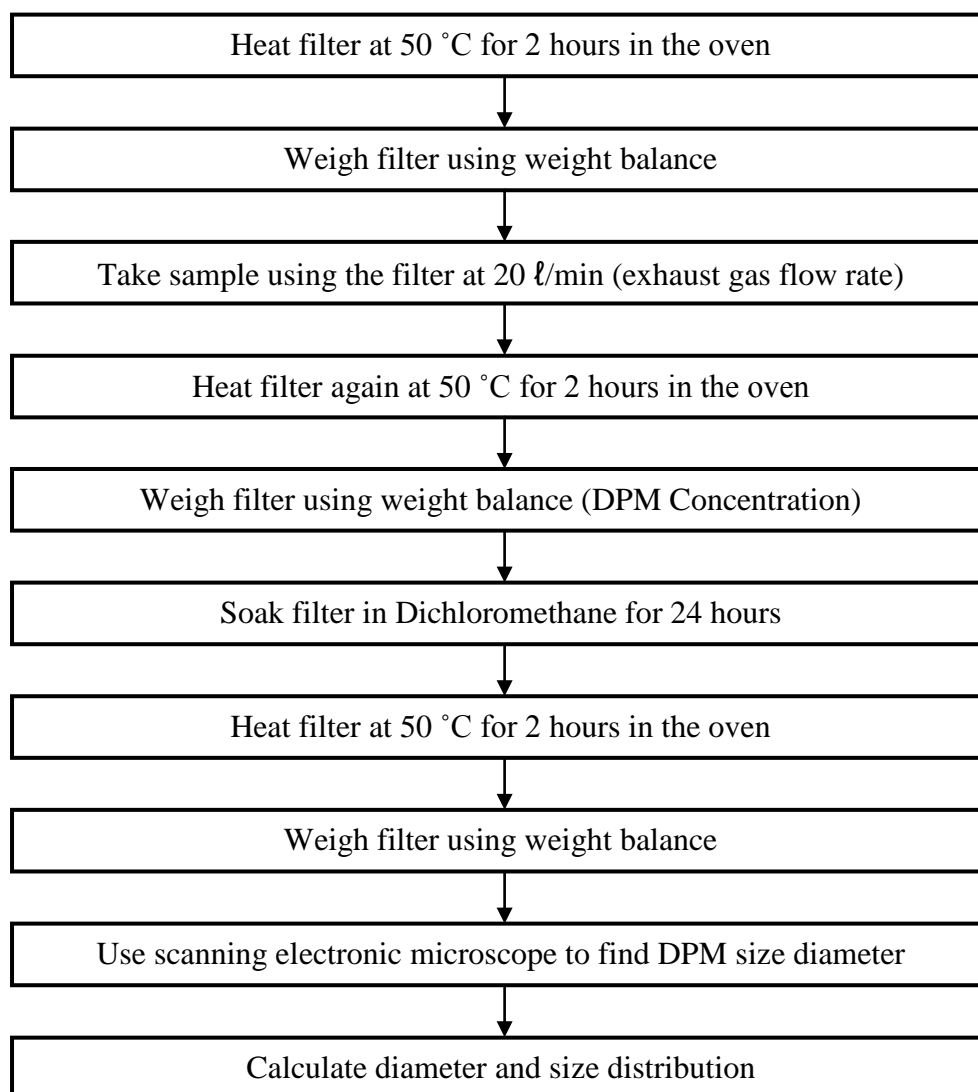 Heat filter at 50 ˚C for 2 hours in the oven
Weigh filter using weight balance
Take sample using the filter at 20 ℓ/min (exhaust gas flow rate)
Heat filter again at 50 ˚C for 2 hours in the oven
Weigh filter using weight balance (DPM Concentration)
Soak filter in Dichloromethane for 24 hours
Heat filter at 50 ˚C for 2 hours in the oven
Weigh filter using weight balance
Use scanning electronic microscope to find DPM size diameter
Calculate diameter and size distribution